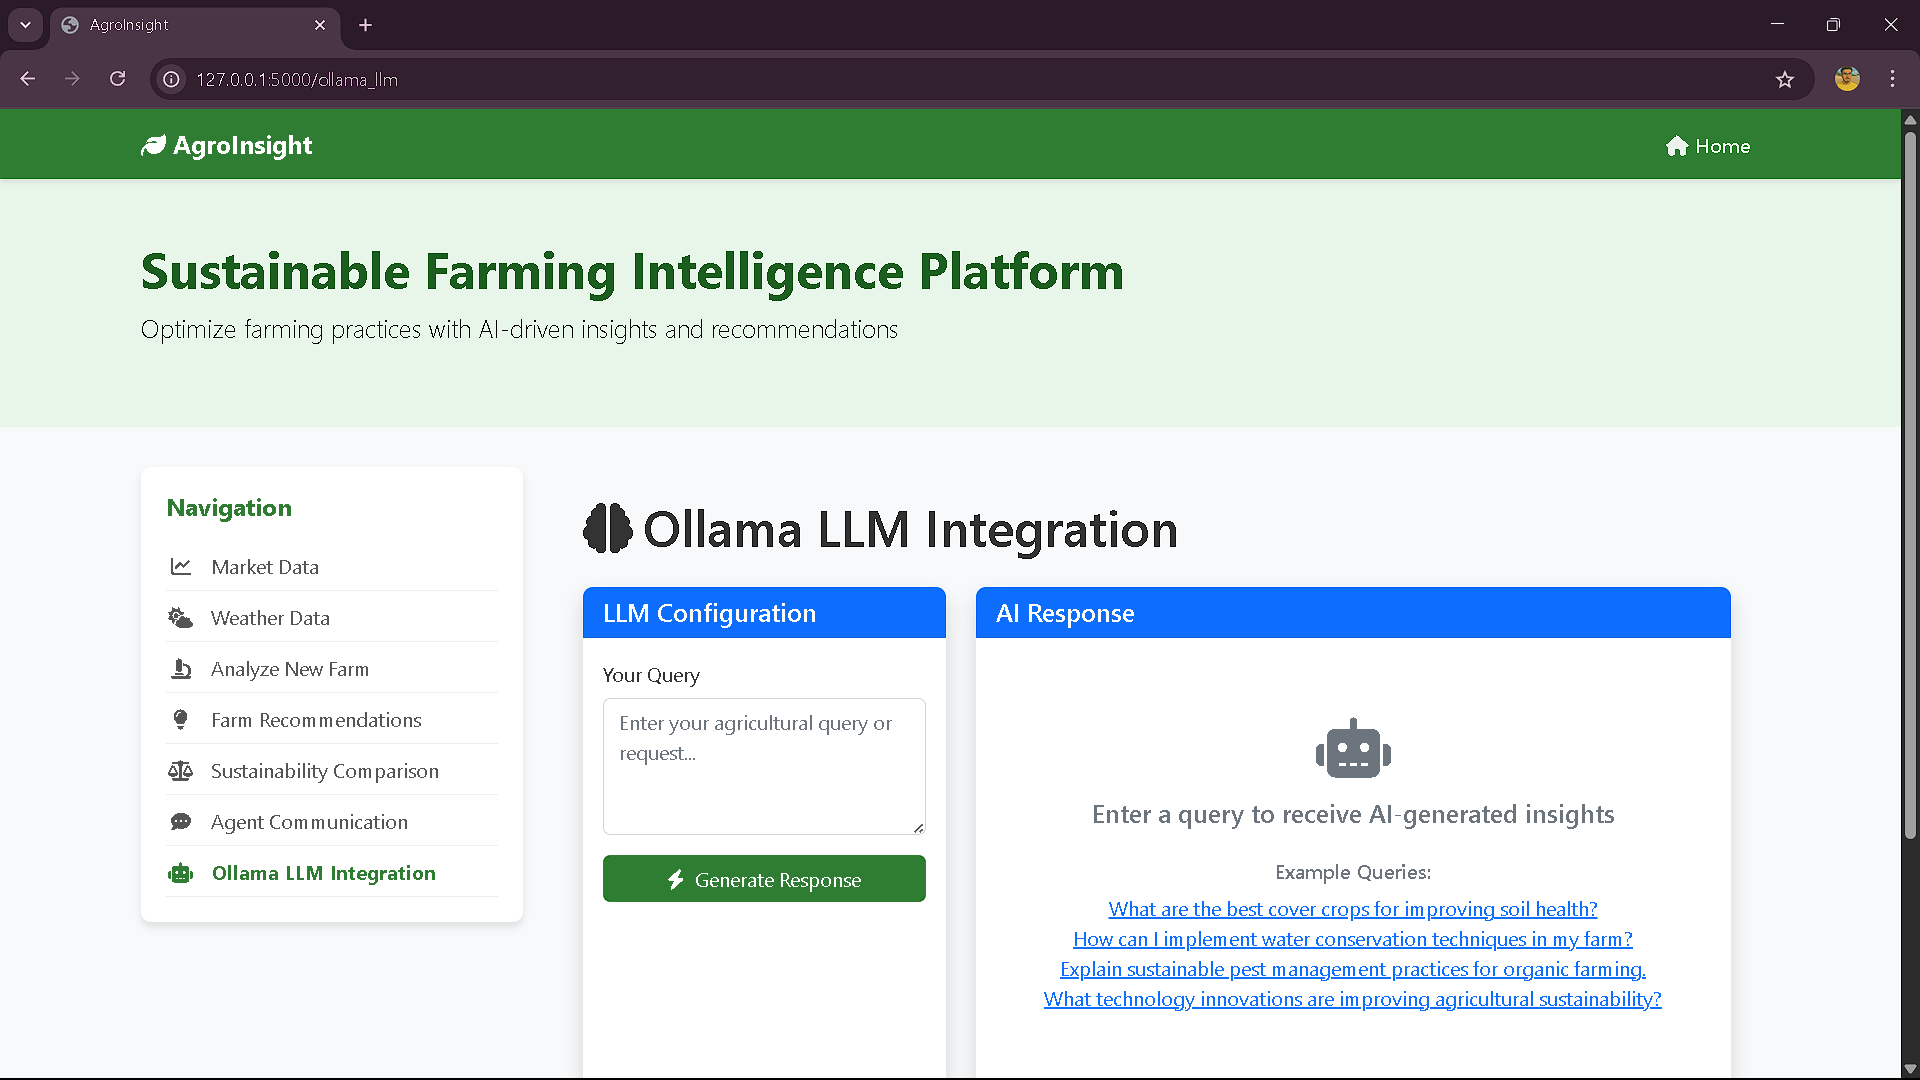 AgroInsight
127.0.0.1:5000/ollama_llm
AgroInsight
Home
Sustainable Farming Intelligence Platform
Optimize farming practices with AI-driven insights and recommendations
Navigation
Market Data
Weather Data
Analyze New Farm
Farm Recommendations
Sustainability Comparison
Agent Communication
Ollama LLM Integration
Ollama LLM Integration
LLM Configuration
Your Query
Enter your agricultural query or
request...
Generate Response
AI Response
Enter a query to receive AI-generated insights
Example Queries:
What are the best cover crops for improving soil health?
How can I implement water conservation techniques in my farm?
Explain sustainable pest management practices for organic farming.
What technology innovations are improving agricultural sustainability?